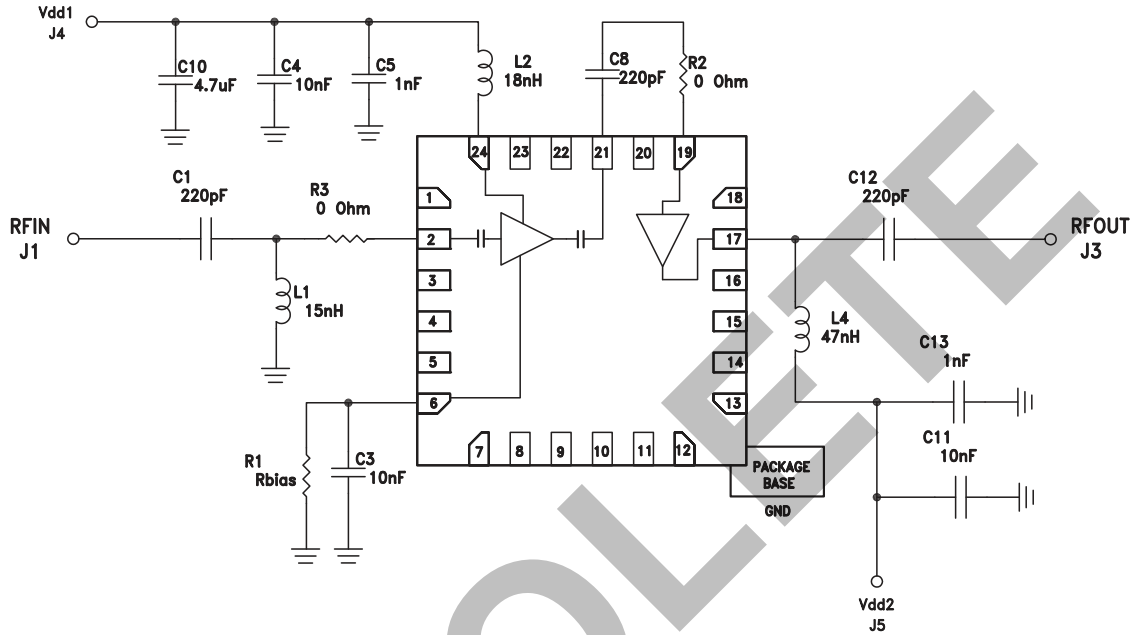 Vdd1
J4
C10
4.7uF
C4
10nF
C5
1nF
L2
18nH
C8
220pF
R2
0 Ohm
24
23
22
21
20
19
C1
220pF
R3
0 Ohm
RFIN
J1
L1
15nH
1
2
3
4
5
6
18
17
16
15
14
13
C12
220pF
RFOUT
J3
L4
47nH
C13
1nF
C11
10nF
R1
Rbias
C3
10nF
7
8
9
10
11
12
PACKAGE
BASE
GND
Vdd2
J5
OLETE